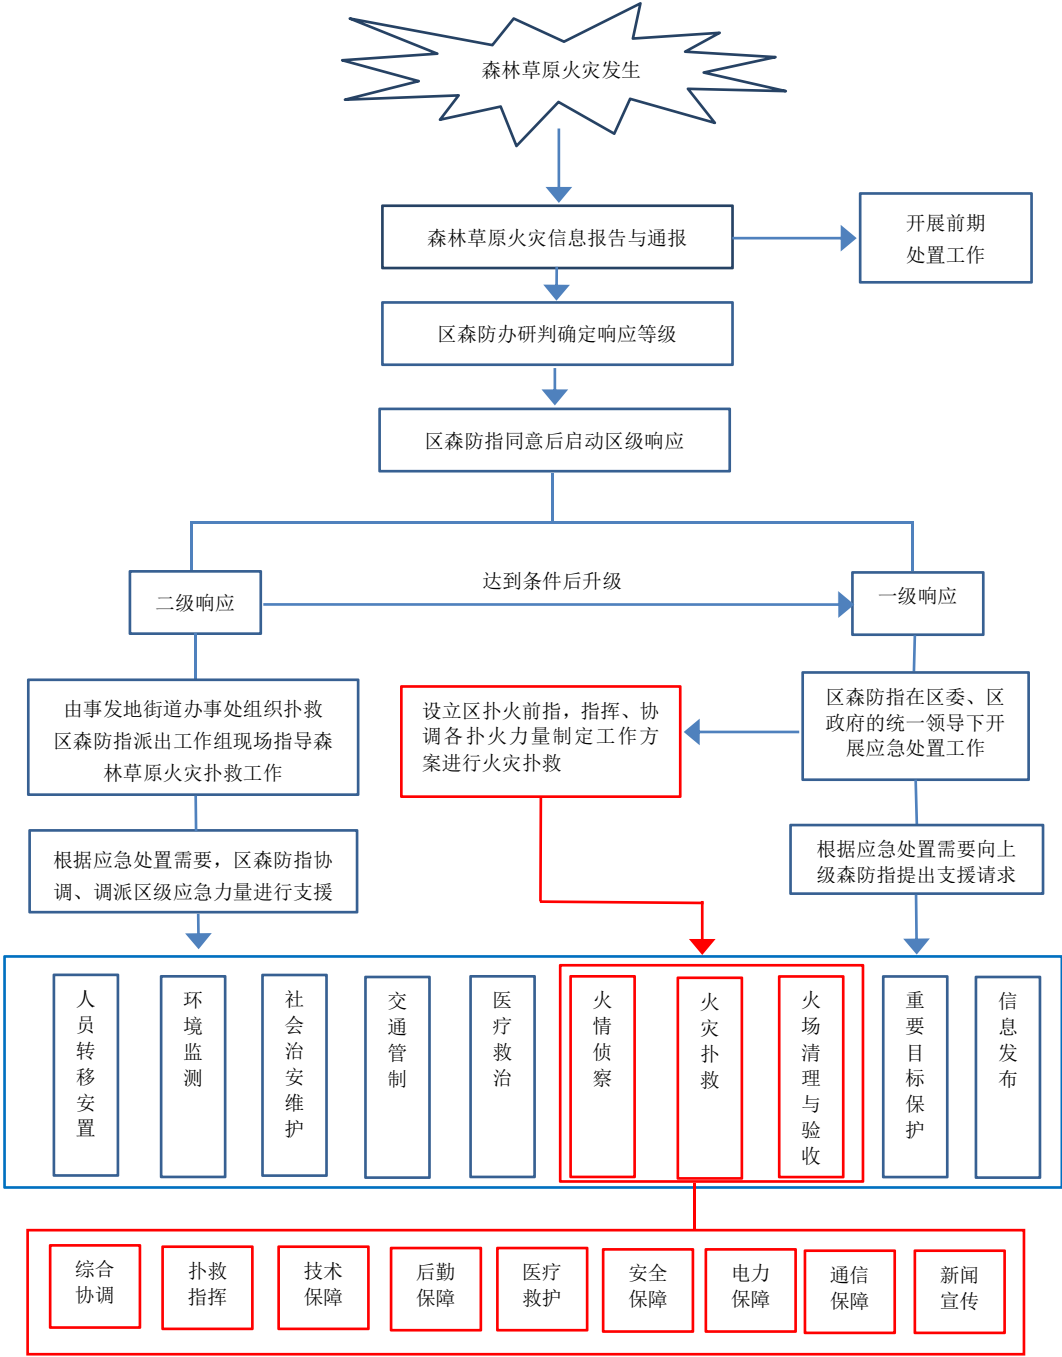 森林草原火灾发生
森林草原火灾信息报告与通报
开展前期
处置工作
区森防办研判确定响应等级
区森防指同意后启动区级响应
二级响应
达到条件后升级
一级响应
由事发地街道办事处组织扑救
区森防指派出工作组现场指导森
林草原火灾扑救工作
设立区扑火前指，指挥、协
调各扑火力量制定工作方
案进行火灾扑救
区森防指在区委、区
政府的统一领导下开
展应急处置工作
根据应急处置需要，区森防指协
调、调派区级应急力量进行支援
根据应急处置需要向上
级森防指提出支援请求
人员转移安置
环境监测
社会治安维护
交通管制
医疗救治
火情侦察
火灾扑救
火场清理与验收
重要目标保护
信息发布
综合
协调
扑救
指挥
技术
保障
后勤
保障
医疗
救护
安全
保障
电力
保障
通信
保障
新闻
宣传